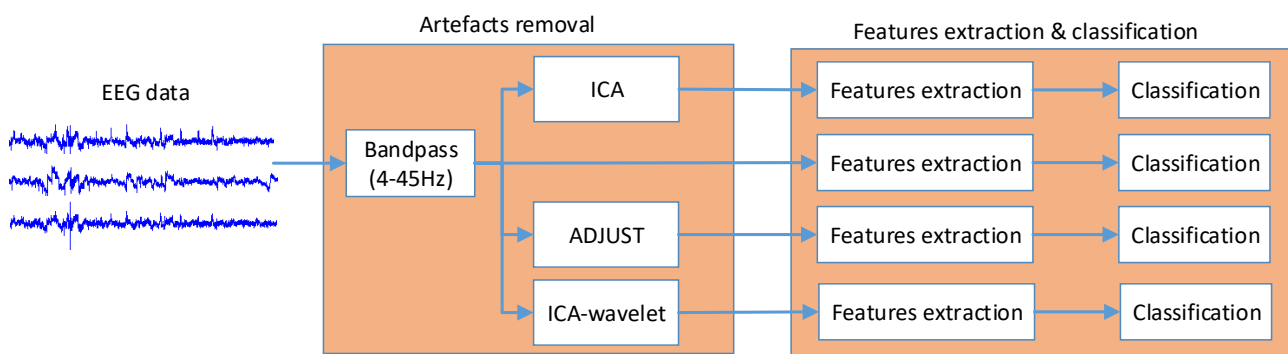 Artefacts removal
Features extraction & classification
EEG data
ICA
Features extraction
Classification
Bandpass
(4-45Hz)
Features extraction
Classification
ADJUST
Features extraction
Classification
ICA-wavelet
Features extraction
Classification